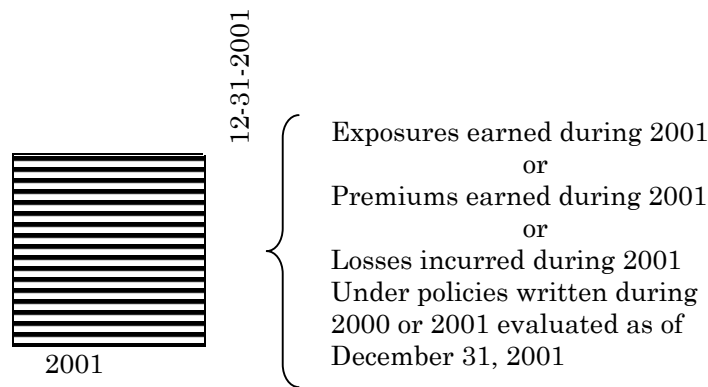 12-31-2001
Exposures earned during 2001
or
Premiums earned during 2001
or
Losses incurred during 2001
Under policies written during
2000 or 2001 evaluated as of
December 31, 2001
2001